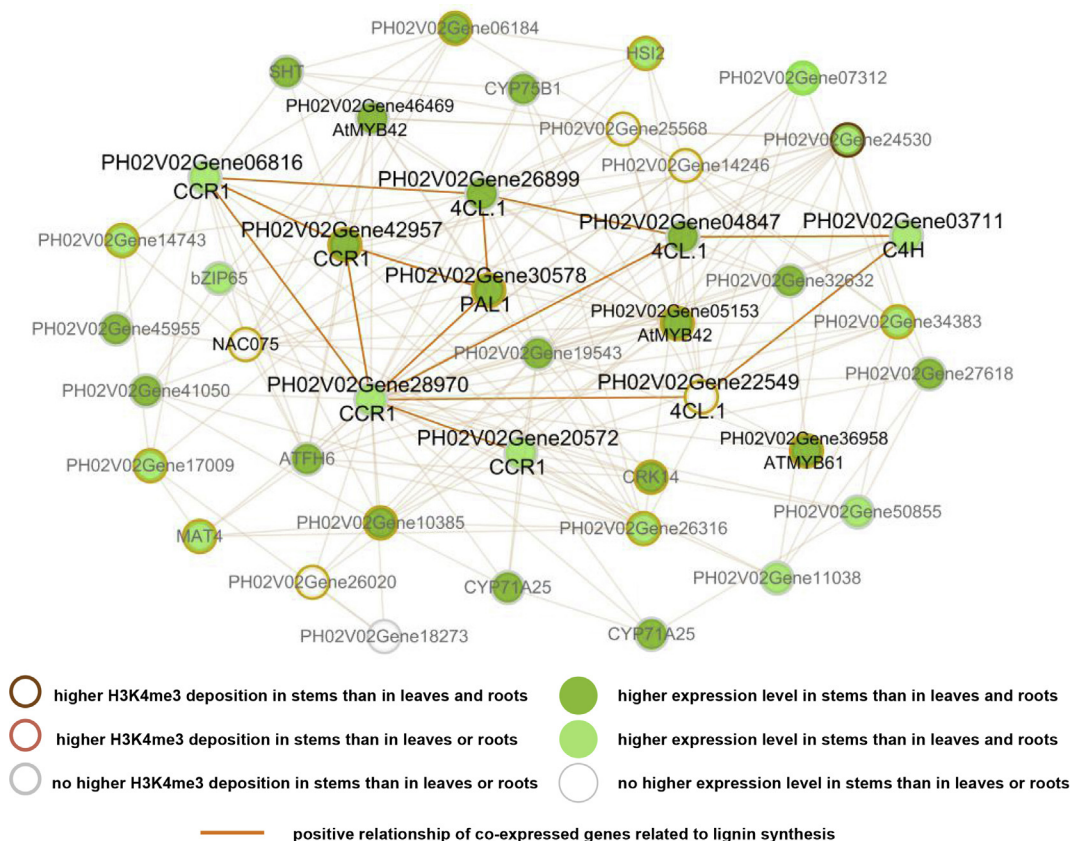 PH02V02Gene06184
HSI2
SHT
PH02V02Gene07312
CYP75B1
PH02V02Gene46469
AtMYB42
PH02V02Gene25568
PH02V02Gene24530
PH02V02Gene06816
CCR1
PH02V02Gene14246
PH02V02Gene26899
4CL.1
PH02V02Gene42957
CCR1
PH02V02Gene04847
4CL.1
PH02V02Gene03711
C4H
PH02V02Gene14743
bZIP65
PH02V02Gene30578
PAL1
PH02V02Gene32632
PH02V02Gene45955
NAC075
PH02V02Gene05153
AtMYB42
PH02V02Gene34383
PH02V02Gene19543
PH02V02Gene27618
PH02V02Gene41050
PH02V02Gene28970
CCR1
PH02V02Gene22549
4CL.1
PH02V02Gene20572
CCR1
PH02V02Gene36958
ATMYB61
PH02V02Gene17009
ATFH6
CRK14
PH02V02Gene50855
MAT4
PH02V02Gene10385
PH02V02Gene26316
PH02V02Gene26020
CYP71A25
PH02V02Gene11038
PH02V02Gene18273
CYP71A25
higher H3K4me3 deposition in stems than in leaves and roots
higher expression level in stems than in leaves and roots
higher H3K4me3 deposition in stems than in leaves or roots
higher expression level in stems than in leaves and roots
no higher H3K4me3 deposition in stems than in leaves or roots
no higher expression level in stems than in leaves or roots
positive relationship of co-expressed genes related to lignin synthesis